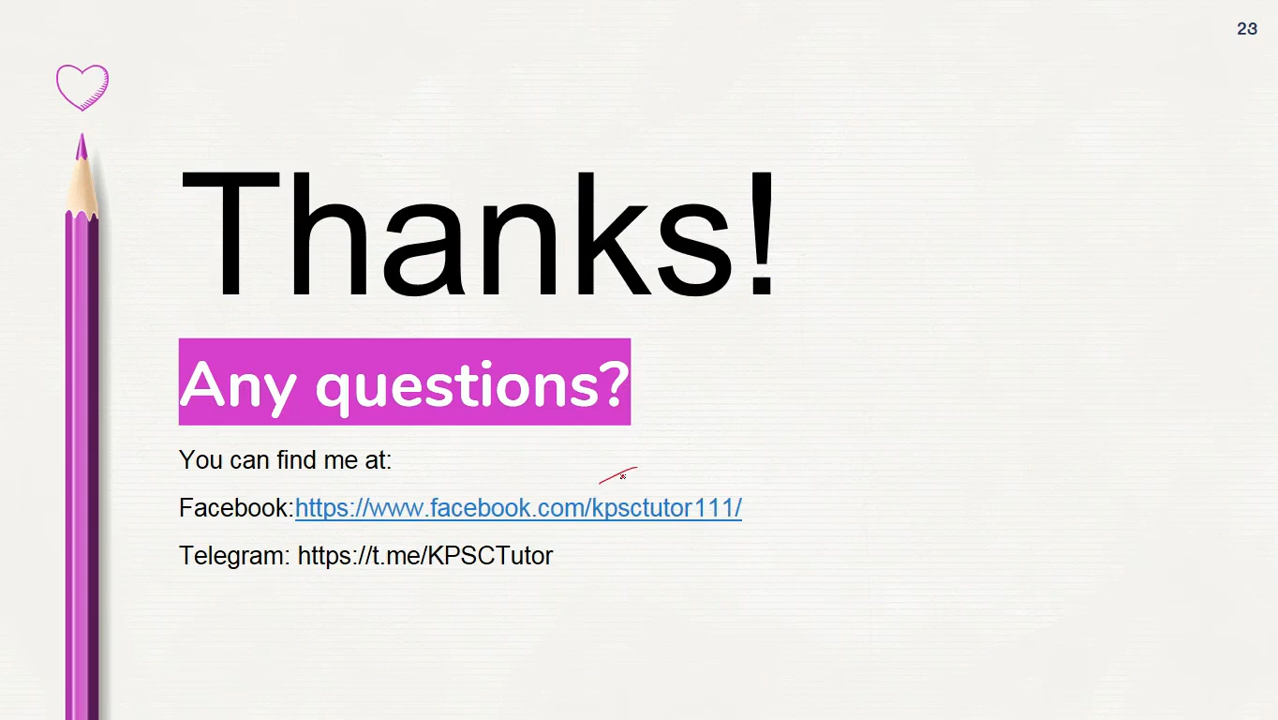 23
Thanks!
Any questions?
You can find me at:
Facebook:https://www.facebook.com/kpsctutor111/
Telegram: https://t.me/KPSCTutor